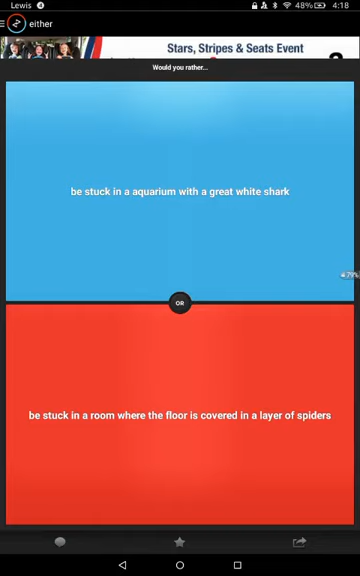 Lewis 48% 4:18
either
Stars, Stripes & Seats Event
Would you rather...
be stuck in a aquarium with a great white shark
79%
OR
be stuck in a room where the floor is covered in a layer of spiders